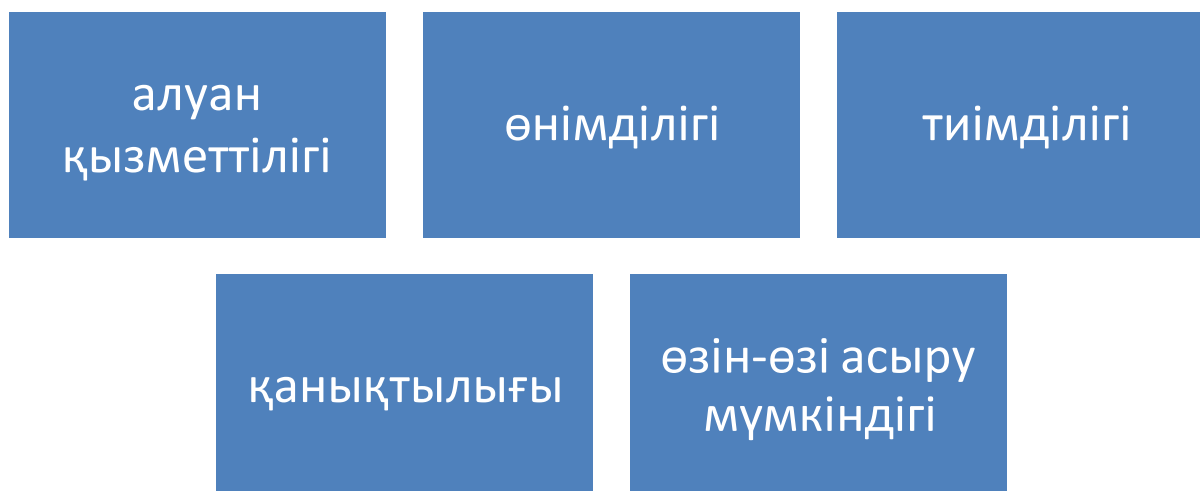 алуан
қызметтілігі
өнімділігі
тиімділігі
қанықтылығы
өзін-өзі асыру
мүмкіндігі